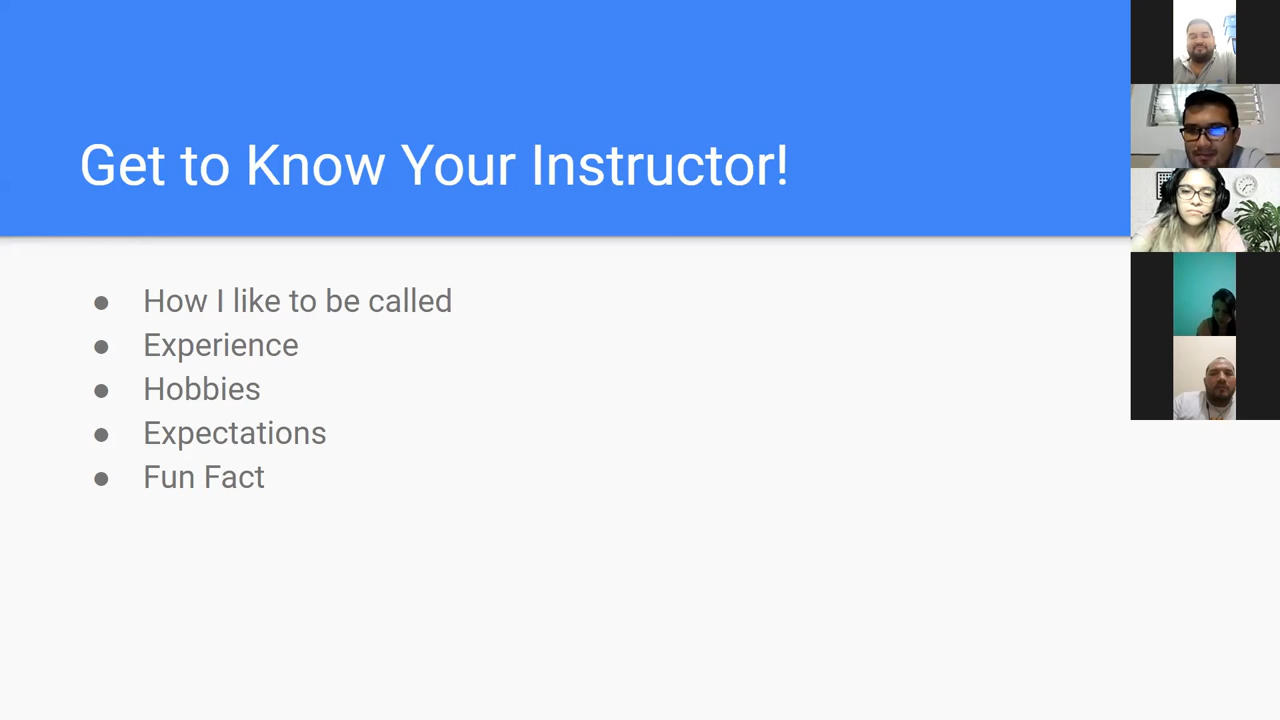 Get to Know Your Instructor!
● How I like to be called
● Experience
● Hobbies
● Expectations
● Fun Fact